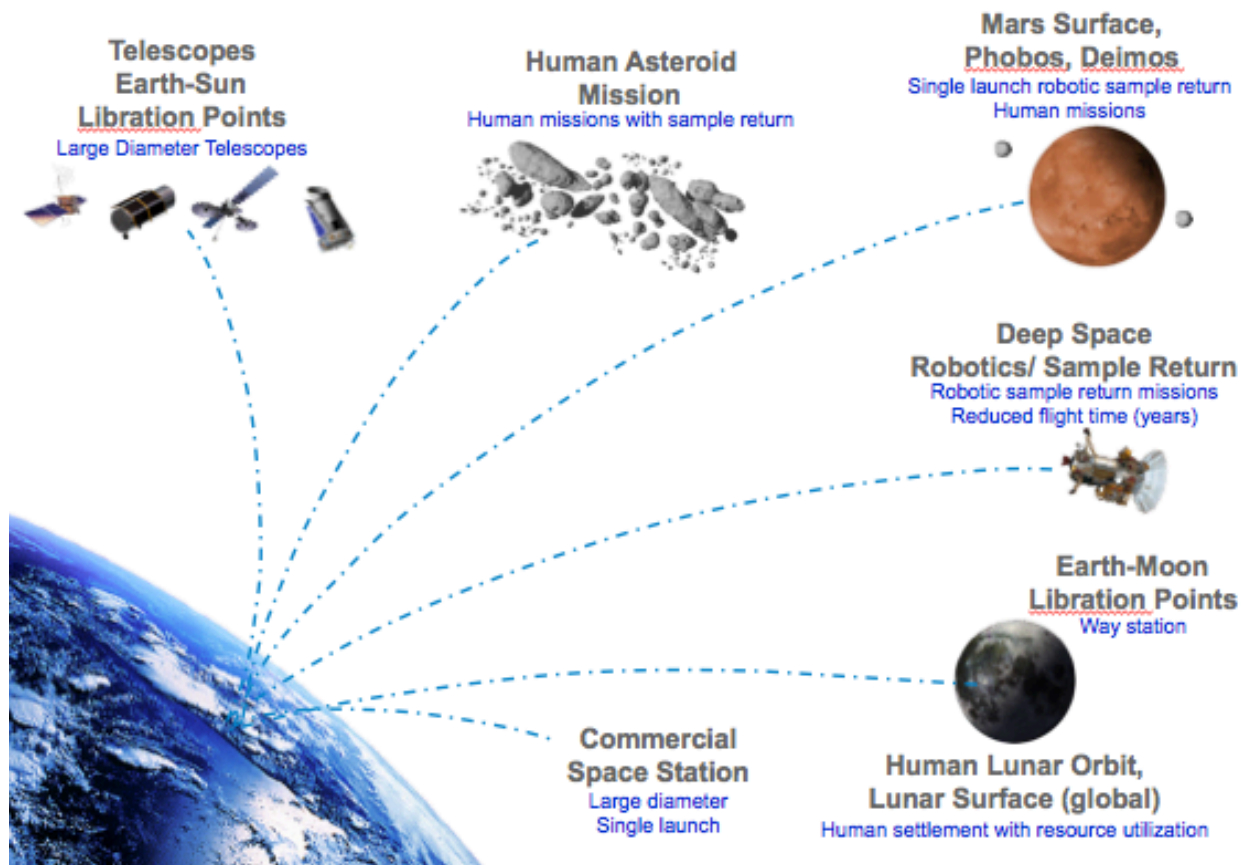 Telescopes
Earth-Sun
Libration Points
Large Diameter Telescopes
Human Asteroid
Mission
Human missions with sample return
Mars Surface,
Phobos, Deimos
Single launch robotic sample return
Human missions
Deep Space
Robotics/ Sample Return
Robotic sample return missions
Reduced flight time (years)
Earth-Moon
Libration Points
Way station
Commercial
Space Station
Large diameter
Single launch
Human Lunar Orbit,
Lunar Surface (global)
Human settlement with resource utilization